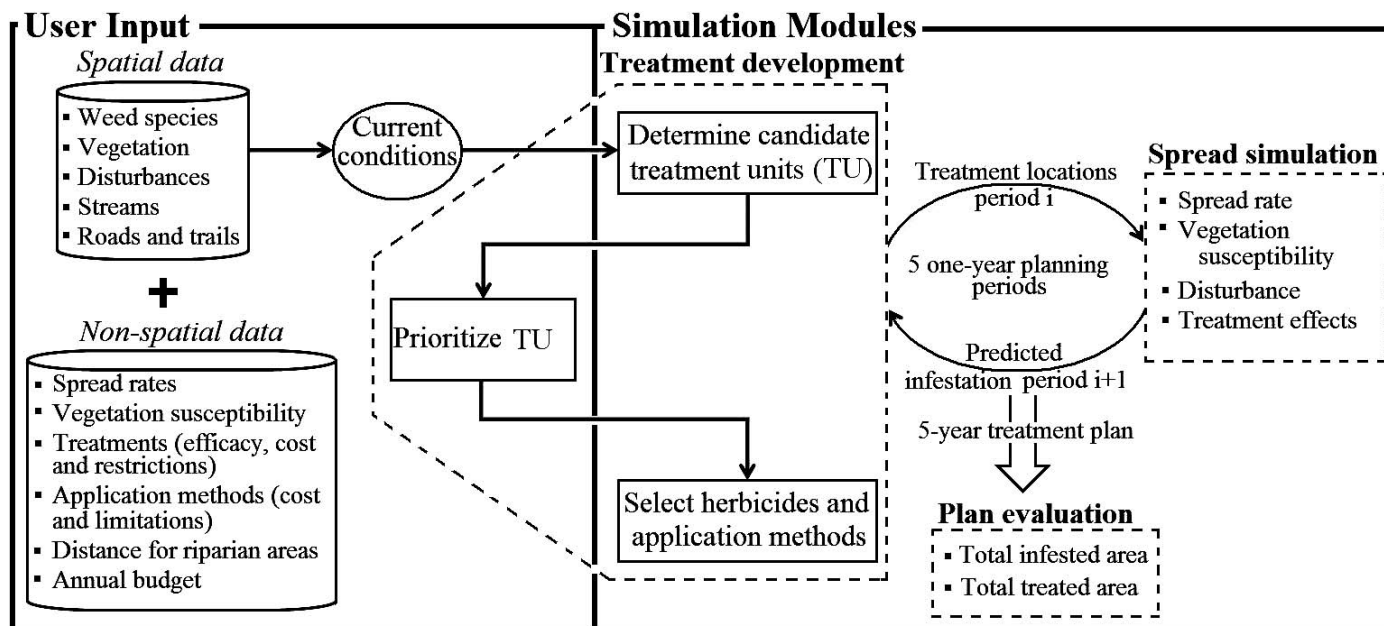 User Input
Spatial data
▪ Weed species
▪ Vegetation
▪ Disturbances
▪ Streams
▪ Roads and trails
+
Non-spatial data
▪ Spread rates
▪ Vegetation susceptibility
▪ Treatments (efficacy, cost
and restrictions)
▪ Application methods (cost
and limitations)
▪ Distance for riparian areas
▪ Annual budget
Current
conditions
Simulation Modules
Treatment development
Determine candidate
treatment units (TU)
Prioritize TU
Select herbicides and
application methods
Treatment locations
period i
5 one-year planning
periods
Predicted
infestation period i+1
5-year treatment plan
Spread simulation
▪ Spread rate
▪ Vegetation
susceptibility
▪ Disturbance
▪ Treatment effects
Plan evaluation
▪ Total infested area
▪ Total treated area